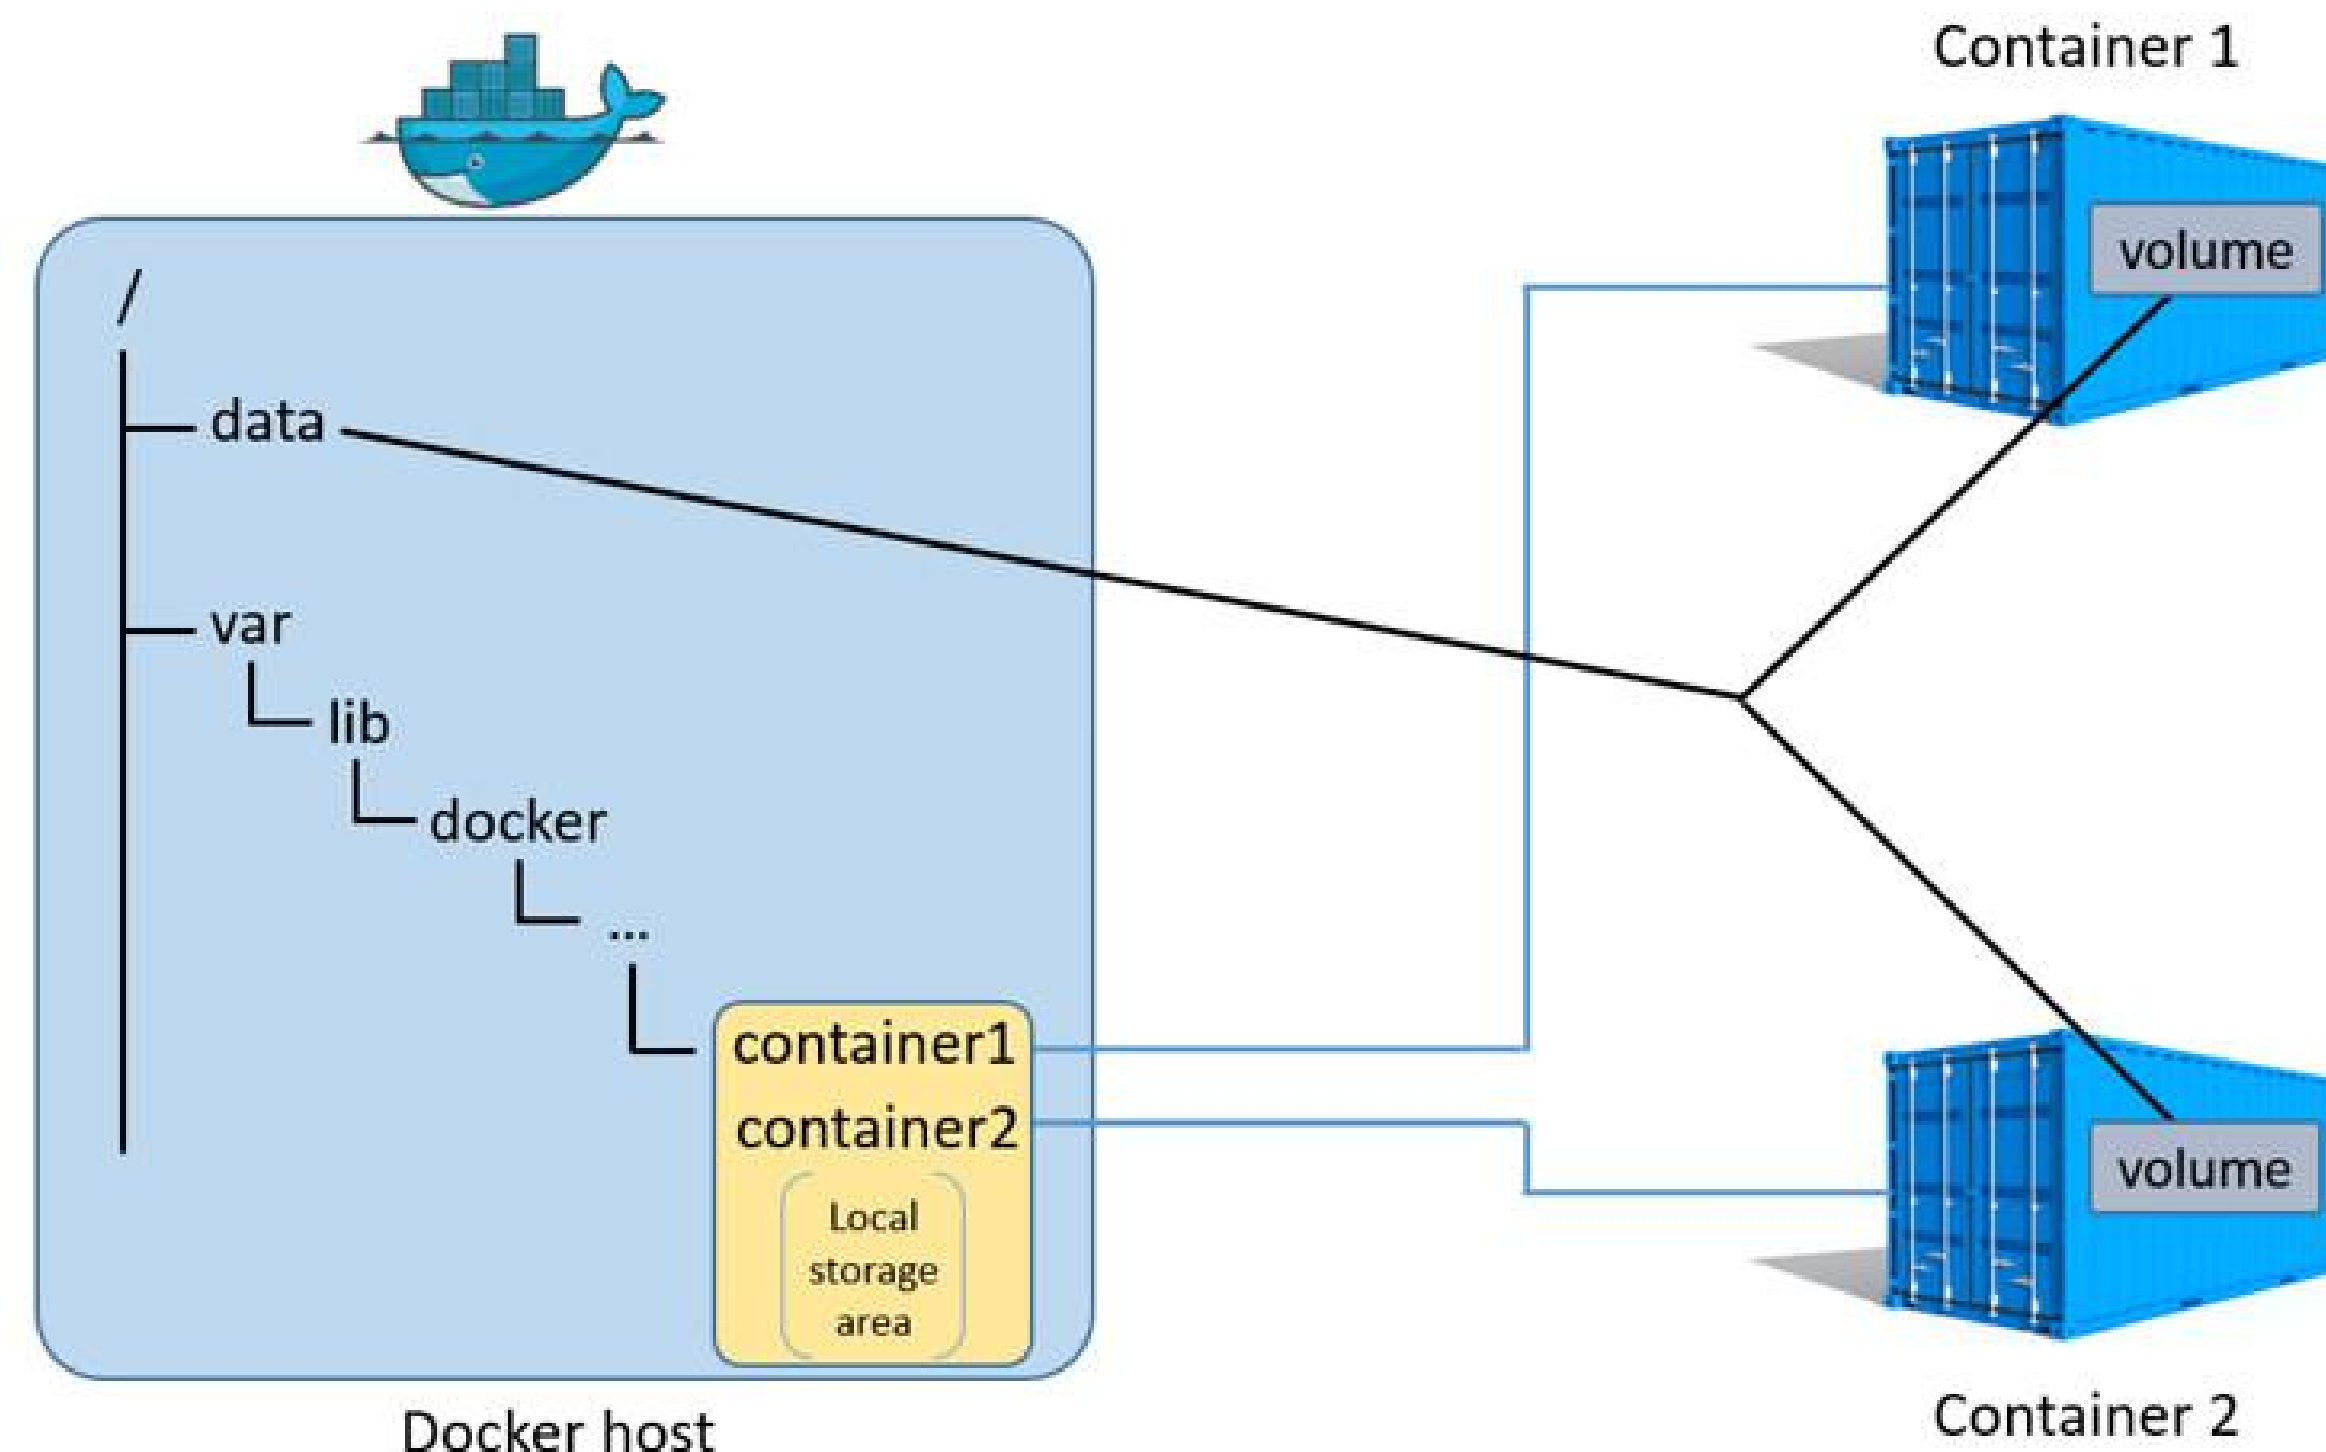 Container 1
volume
/
data
var
lib
docker
...
container1
container2
Local
storage
area
volume
Docker host
Container 2